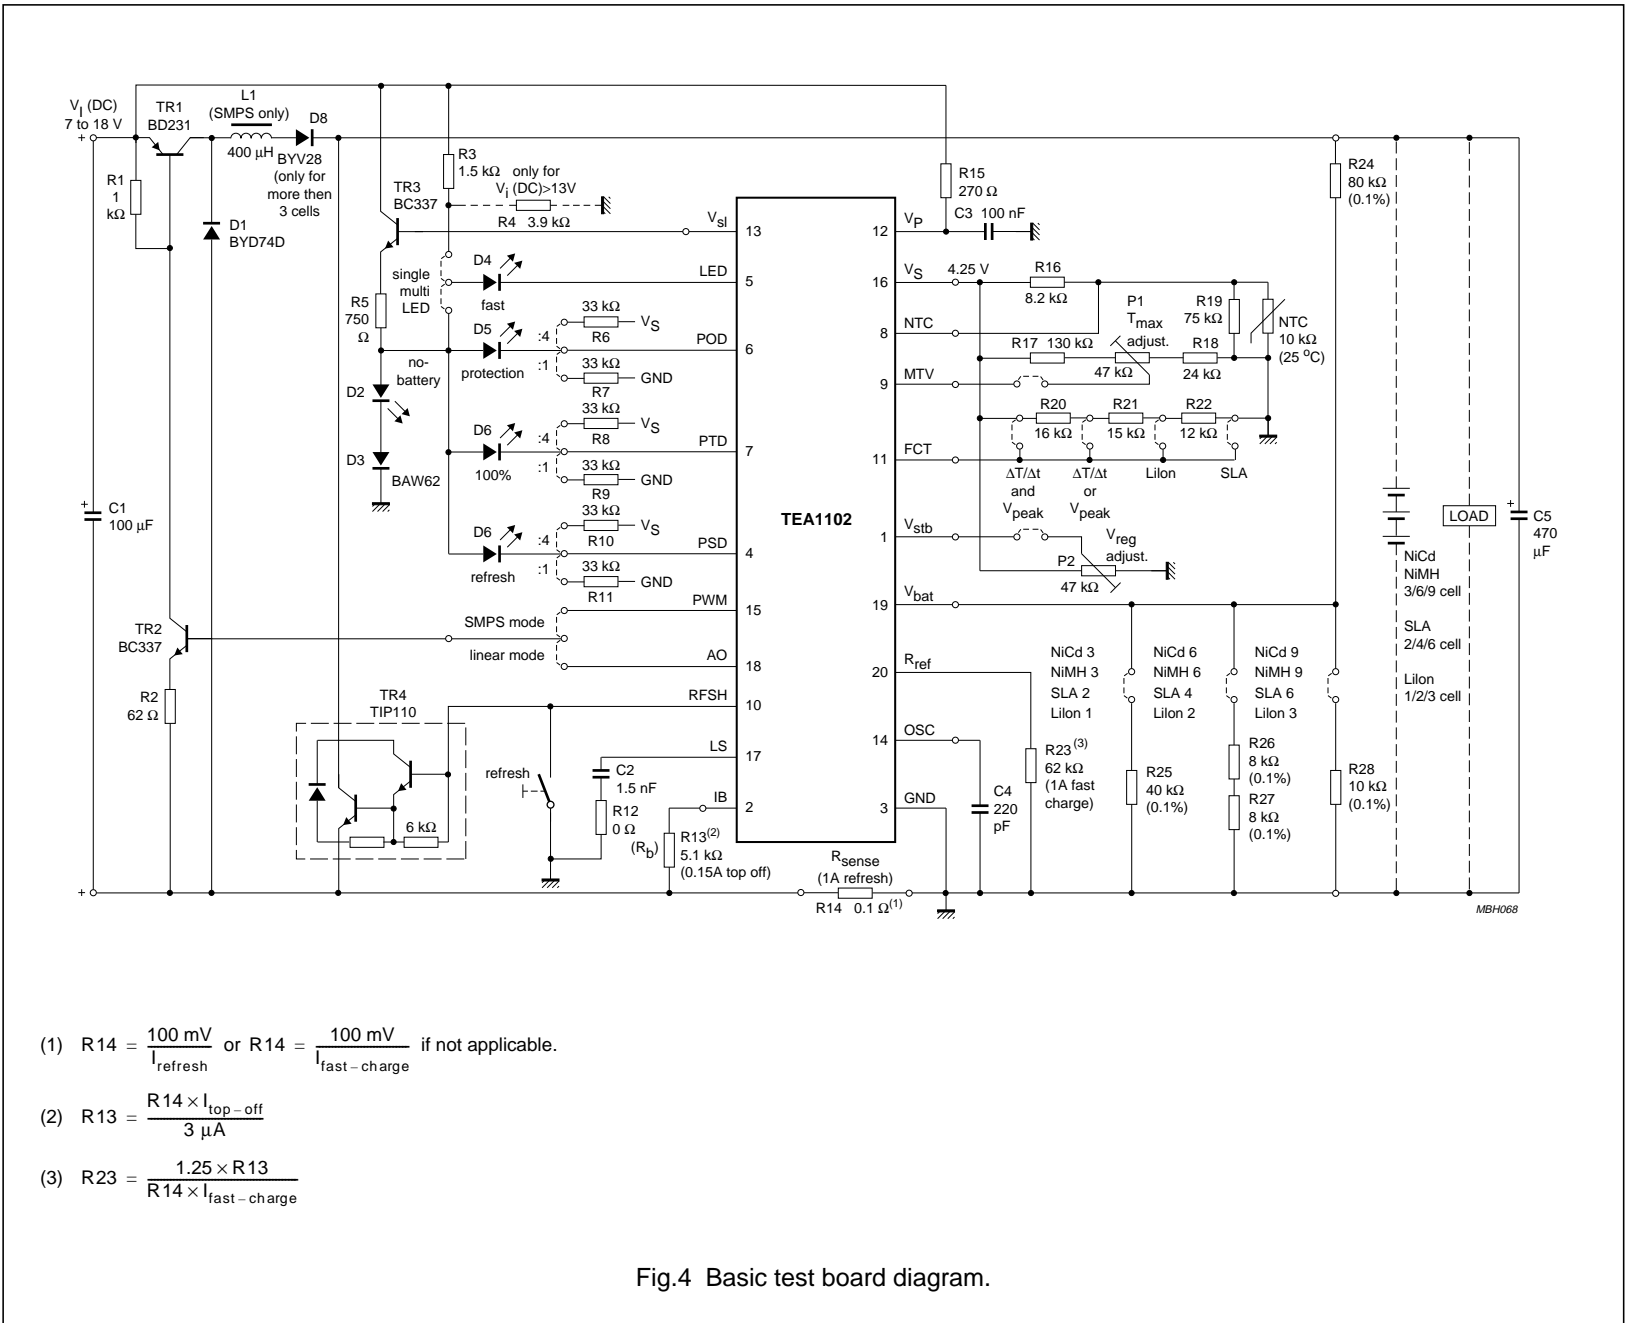 V_I (DC)
7 to 18 V
TR1
BD231
L1
(SMPS only)
400 μH
D8
BYV28
(only for
more then
3 cells
R1
1
kΩ
D1
BYD74D
TR3
BC337
R3
1.5 kΩ
only for
V_i (DC)>13V
R4 3.9 kΩ
R5
750
Ω
single
multi
LED
D4
fast
D5
protection
no-
battery
D2
D3
BAW62
:4
:1
33 kΩ
R6
V_S
33 kΩ
R7
GND
D6
100%
:4
:1
33 kΩ
R8
V_S
33 kΩ
R9
GND
D6
refresh
:4
:1
33 kΩ
R10
V_S
33 kΩ
R11
GND
C1
100 μF
+
+
TR2
BC337
R2
62 Ω
SMPS mode
linear mode
TR4
TIP110
6 kΩ
refresh
C2
1.5 nF
R12
0 Ω
(R_b)
R13(2)
5.1 kΩ
(0.15A top off)
V_sl
13
LED
5
POD
6
PTD
7
PSD
4
PWM
15
AO
18
RFSH
10
LS
17
IB
2
TEA1102
12
V_P
16
V_S
8
NTC
9
MTV
11
FCT
1
V_stb
19
V_bat
20
R_ref
14
OSC
3
GND
R15
270 Ω
C3 100 nF
4.25 V
R16
8.2 kΩ
P1
T_max
adjust.
R19
75 kΩ
NTC
10 kΩ
(25 °C)
R17 130 kΩ
47 kΩ
R18
24 kΩ
R20
16 kΩ
R21
15 kΩ
R22
12 kΩ
ΔT/Δt
and
V_peak
ΔT/Δt
or
V_peak
LiIon
SLA
V_reg
adjust.
P2
47 kΩ
R24
80 kΩ
(0.1%)
NiCd 3
NiMH 3
SLA 2
LiIon 1
NiCd 6
NiMH 6
SLA 4
LiIon 2
NiCd 9
NiMH 9
SLA 6
LiIon 3
R23(3)
62 kΩ
(1A fast
charge)
C4
220
pF
R25
40 kΩ
(0.1%)
R26
8 kΩ
(0.1%)
R27
8 kΩ
(0.1%)
R28
10 kΩ
(0.1%)
R_sense
(1A refresh)
R14 0.1 Ω(1)
NiCd
NiMH
3/6/9 cell
SLA
2/4/6 cell
LiIon
1/2/3 cell
LOAD
+
C5
470
μF
+
MBH068
(1) R14 = 100 mV / I_refresh or R14 = 100 mV / I_fast–charge if not applicable.
(2) R13 = R14 × I_top–off / 3 μA
(3) R23 = 1.25 × R13 / R14 × I_fast–charge
Fig.4 Basic test board diagram.